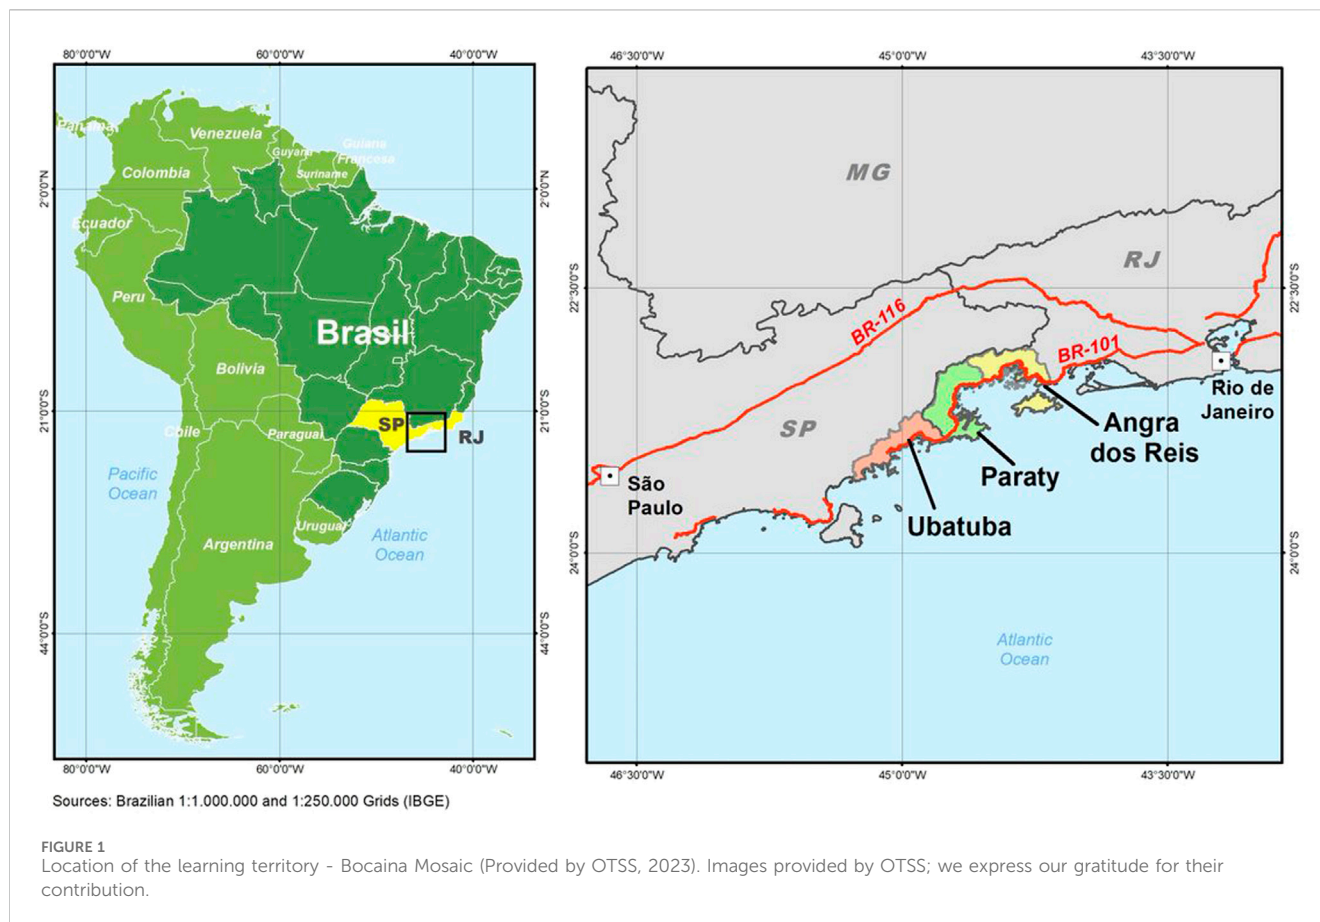 80°0'0"W 60°0'0"W 40°0'0"W
2°0'0"N
21°0'0"S
44°0'0"S
2°0'0"N
21°0'0"S
44°0'0"S
80°0'0"W 60°0'0"W 40°0'0"W
Panama
Venezuela
Guyana
Guiana
Francesa
Suriname
Colombia
Ecuador
Peru
Brasil
Bolivia
SP
RJ
Chile
Paraguai
Pacific
Ocean
Uruguai
Atlantic
Ocean
Argentina
46°30'0"W 45°0'0"W 43°30'0"W
22°30'0"S
24°0'0"S
22°30'0"S
24°0'0"S
46°30'0"W 45°0'0"W 43°30'0"W
MG
RJ
BR-116
BR-101
Rio de
Janeiro
SP
Angra
dos Reis
Paraty
São
Paulo
Ubatuba
Atlantic
Ocean
Sources: Brazilian 1:1.000.000 and 1:250.000 Grids (IBGE)
FIGURE 1
Location of the learning territory - Bocaina Mosaic (Provided by OTSS, 2023). Images provided by OTSS; we express our gratitude for their
contribution.